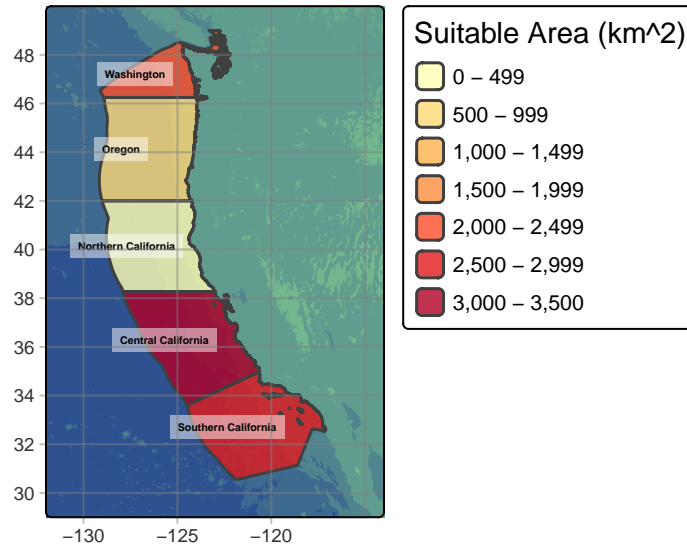 48
46
44
42
40
38
36
34
32
30
−130
−125
−120
Washington
Oregon
Northern California
Central California
Southern California
Suitable Area (km^2)
0 − 499
500 − 999
1,000 − 1,499
1,500 − 1,999
2,000 − 2,499
2,500 − 2,999
3,000 − 3,500